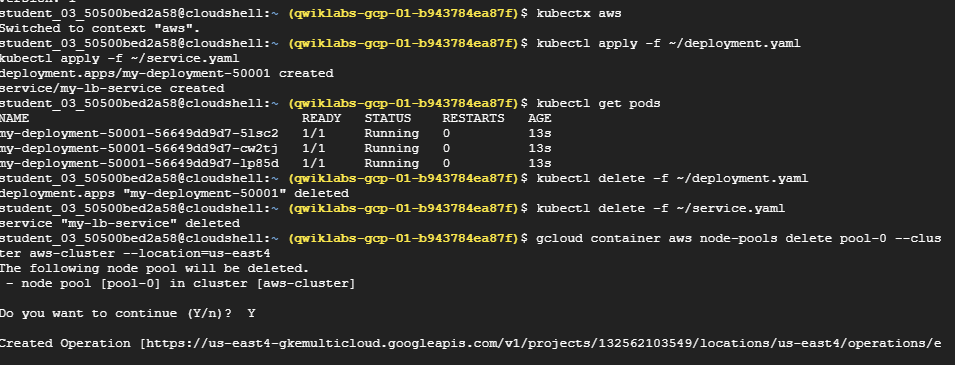 student_03_50500bed2a58@cloudshell:~ (qwiklabs-gcp-01-b943784ea87f)$ kubectx aws
Switched to context "aws".
student_03_50500bed2a58@cloudshell:~ (qwiklabs-gcp-01-b943784ea87f)$ kubectl apply -f ~/deployment.yaml
kubectl apply -f ~/service.yaml
deployment.apps/my-deployment-50001 created
service/my-lb-service created
student_03_50500bed2a58@cloudshell:~ (qwiklabs-gcp-01-b943784ea87f)$ kubectl get pods
NAME READY STATUS RESTARTS AGE
my-deployment-50001-56649dd9d7-5lsc2 1/1 Running 0 13s
my-deployment-50001-56649dd9d7-cw2tj 1/1 Running 0 13s
my-deployment-50001-56649dd9d7-lp85d 1/1 Running 0 13s
student_03_50500bed2a58@cloudshell:~ (qwiklabs-gcp-01-b943784ea87f)$ kubectl delete -f ~/deployment.yaml
deployment.apps "my-deployment-50001" deleted
student_03_50500bed2a58@cloudshell:~ (qwiklabs-gcp-01-b943784ea87f)$ kubectl delete -f ~/service.yaml
service "my-lb-service" deleted
student_03_50500bed2a58@cloudshell:~ (qwiklabs-gcp-01-b943784ea87f)$ gcloud container aws node-pools delete pool-0 --clus
ter aws-cluster --location=us-east4
The following node pool will be deleted.
- node pool [pool-0] in cluster [aws-cluster]
Do you want to continue (Y/n)? Y
Created Operation [https://us-east4-gkemulticloud.googleapis.com/v1/projects/132562103549/locations/us-east4/operations/e